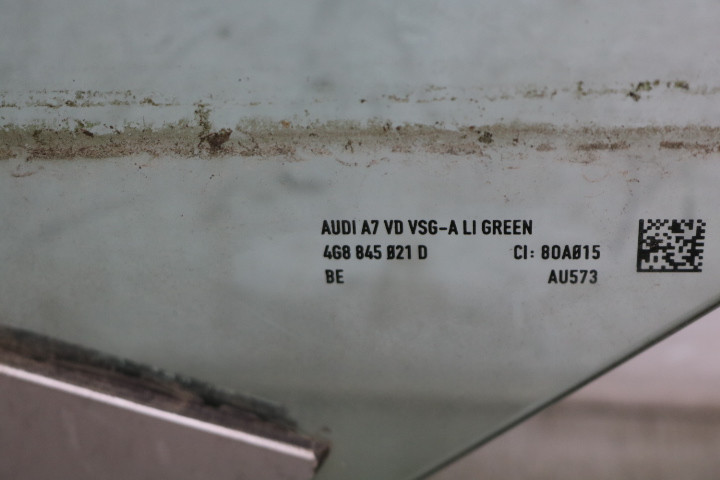 AUDI A7 VD VSG-A LI GREEN
4G8 845 021 D CI: 80A015
BE AU573